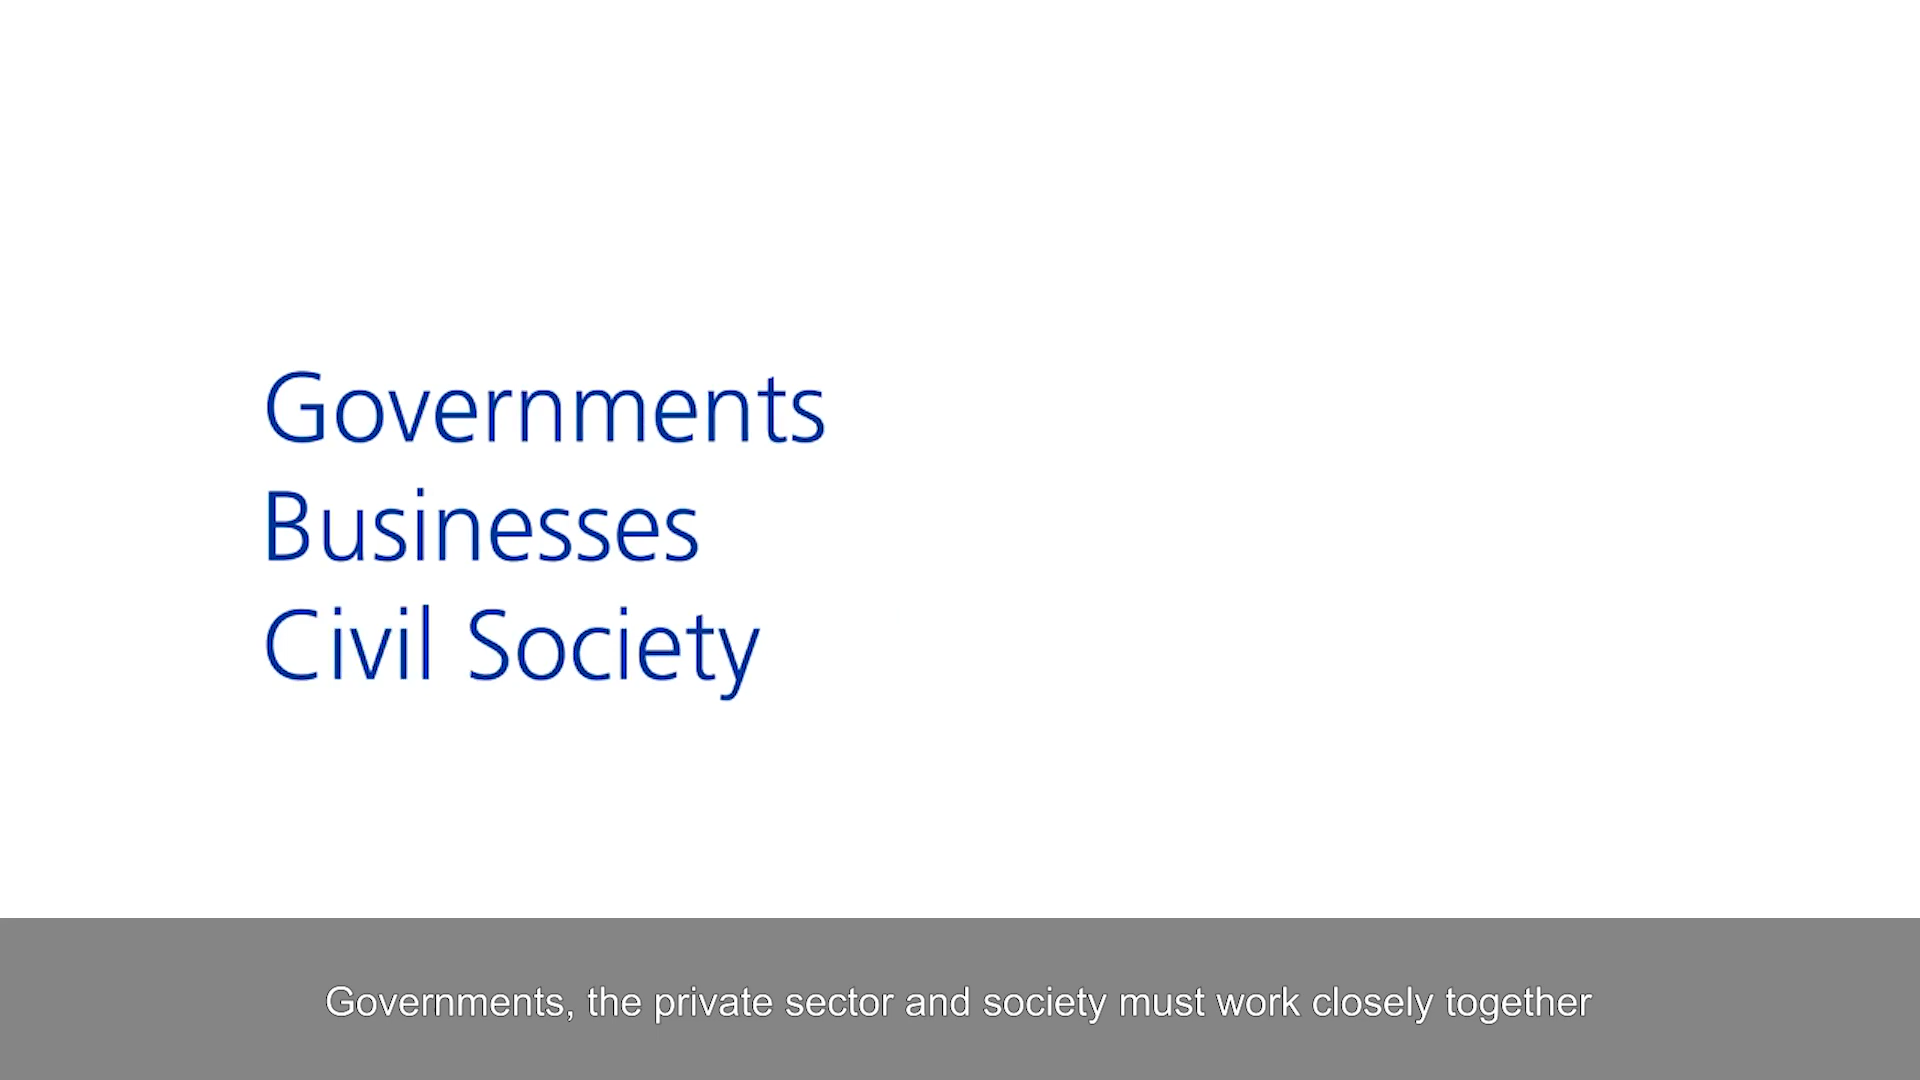 Governments
Businesses
Civil Society
Governments, the private sector and society must work closely together